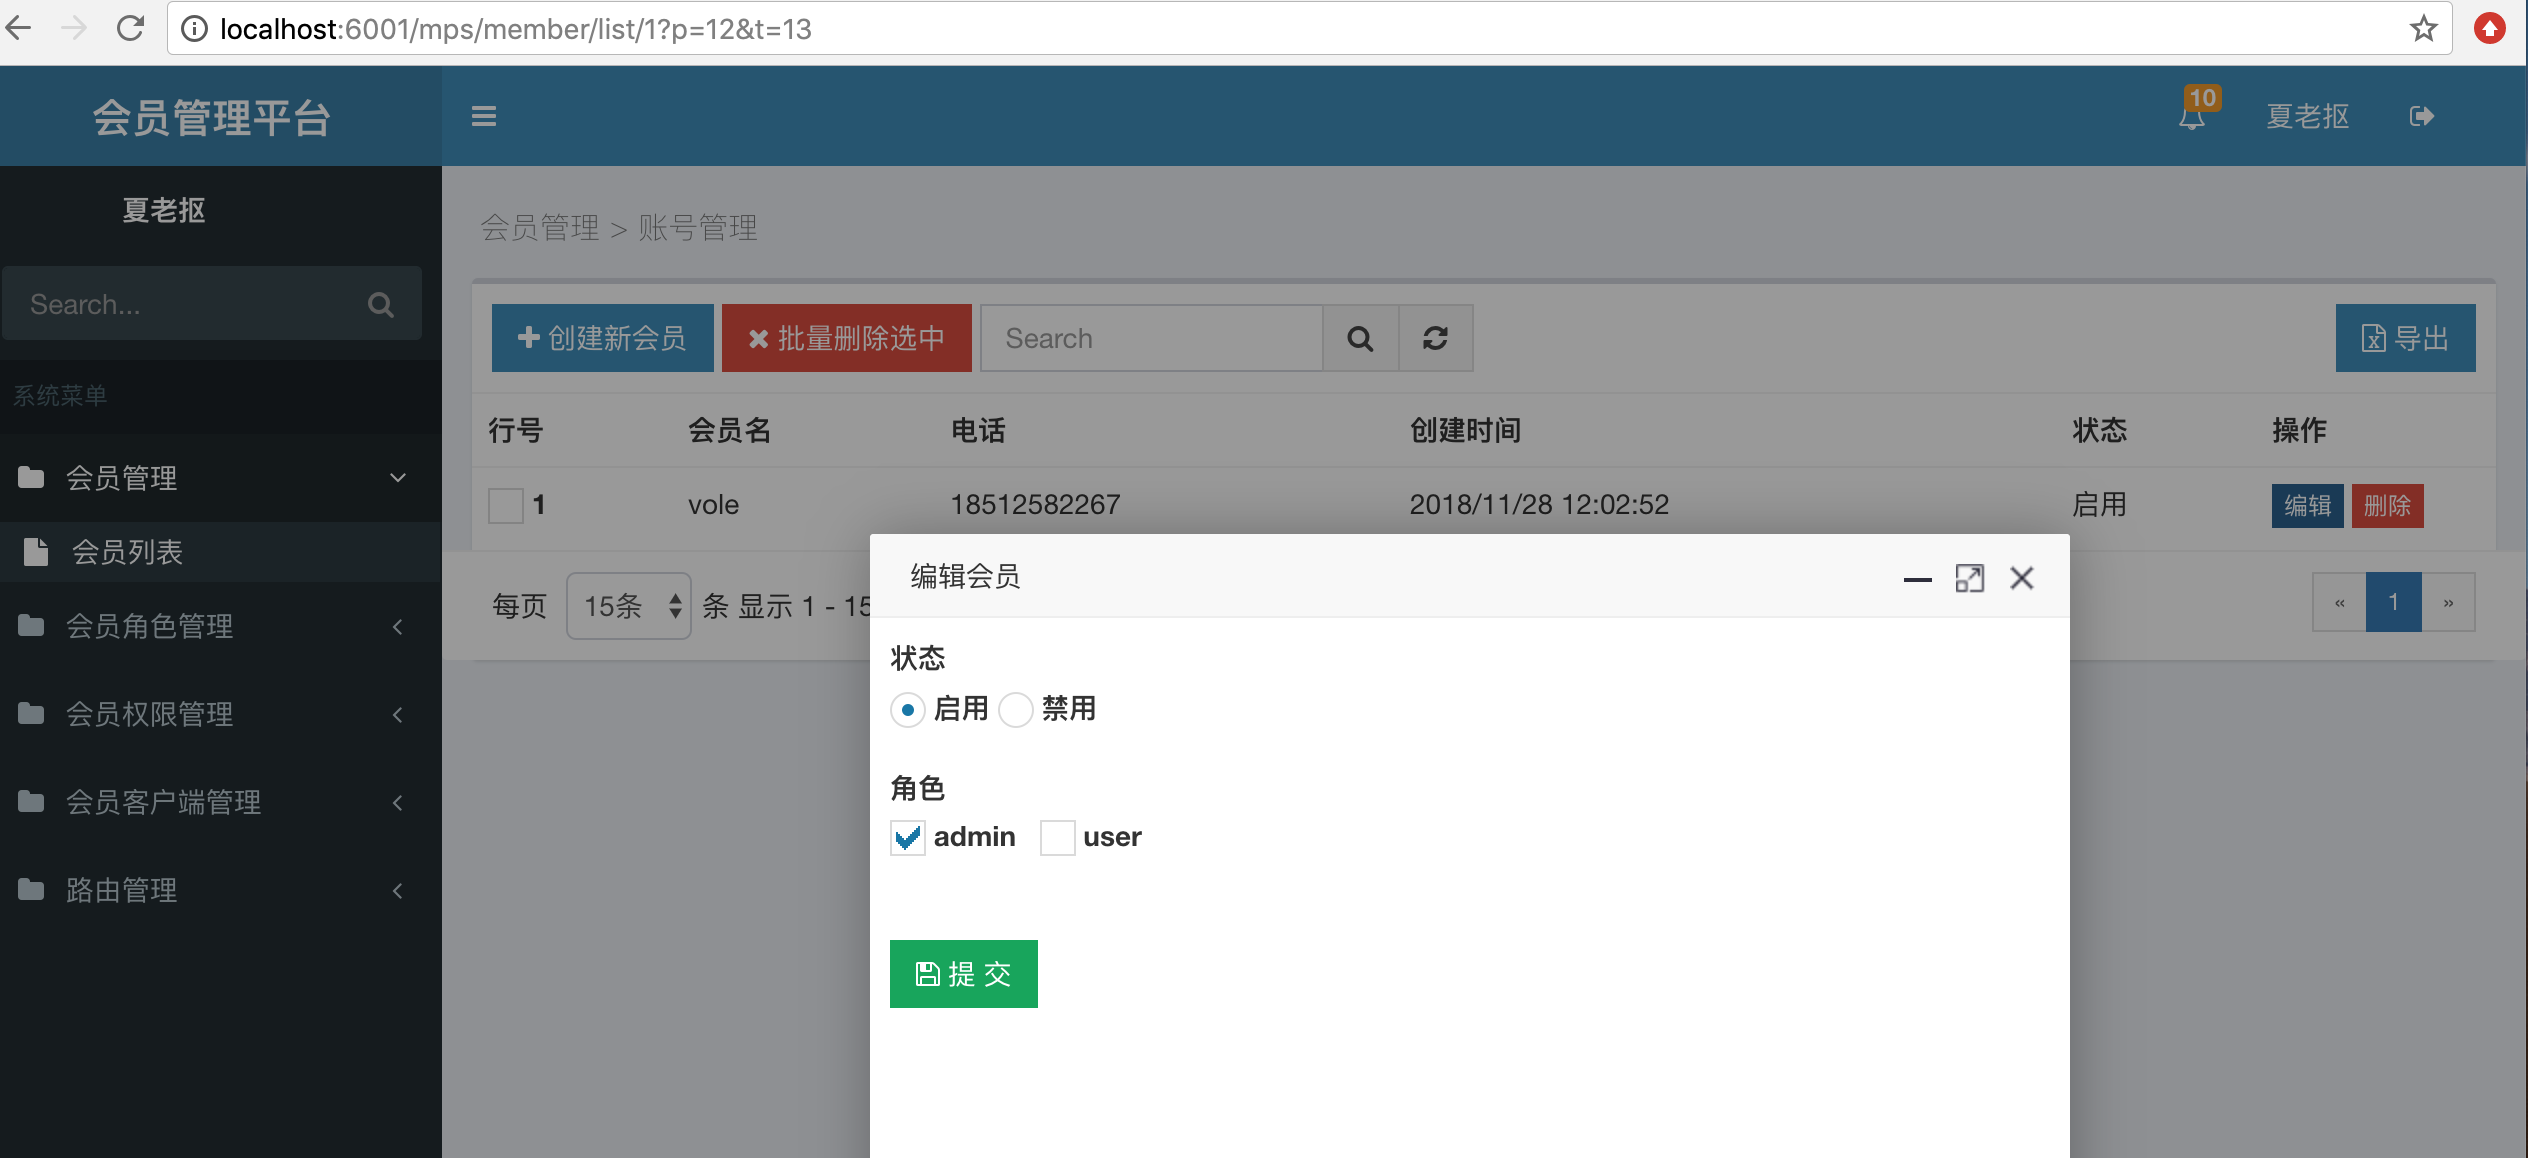 localhost:6001/mps/member/list/1?p=12&t=13
会员管理平台
10
夏老抠
夏老抠
Search...
系统菜单
会员管理
会员列表
会员角色管理
会员权限管理
会员客户端管理
路由管理
会员管理 > 账号管理
创建新会员 批量删除选中 Search 导出
行号 会员名 电话 创建时间 状态 操作
1 vole 18512582267 2018/11/28 12:02:52 启用 编辑 删除
每页 15条 条 显示 1 - 15 « 1 »
编辑会员
状态
启用 禁用
角色
admin user
提 交